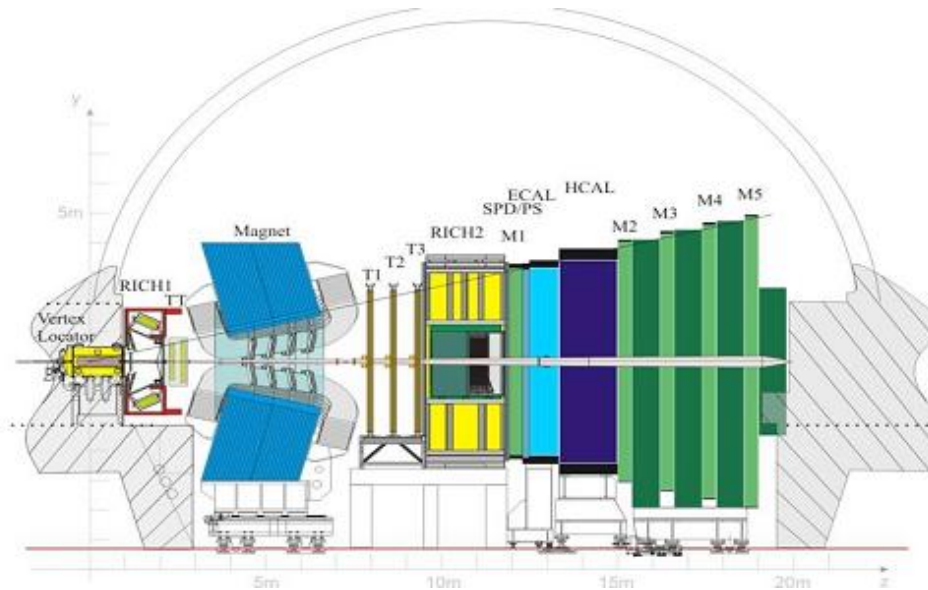 y
5m
Vertex
Locator
RICH1
TT
Magnet
T1
T2
T3
RICH2
SPD/PS
M1
ECAL
HCAL
M2
M3
M4
M5
5m
10m
15m
20m
z